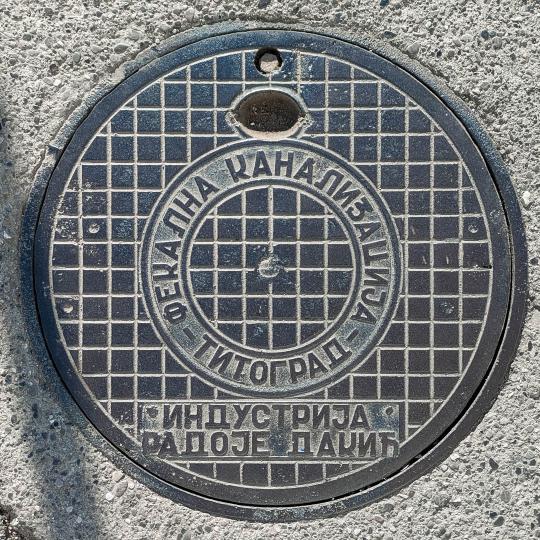 ФЕКАЛНА КАНАЛИЗАЦИЈА
- ТИТОГРАД -
ИНДУСТРИЈА
РАДОЈЕ ДАКИЋ